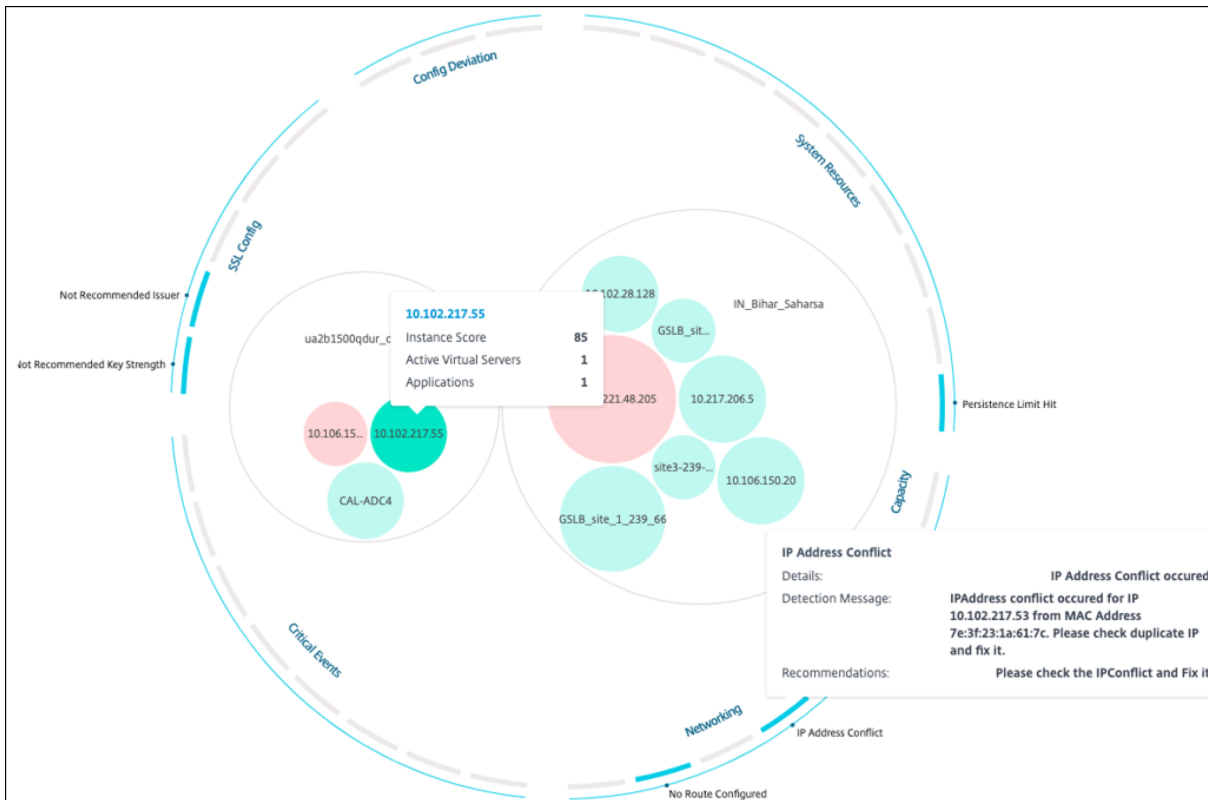 Config Deviation
System Resources
SSL Config
Not Recommended Issuer
Not Recommended Key Strength
10.102.28.128
IN_Bihar_Saharsa
GSLB_sit...
ua2b1500qdur_
10.102.217.55
Instance Score 85
Active Virtual Servers 1
Applications 1
221.48.205
10.217.206.5
Persistence Limit Hit
10.106.15...
10.102.217.55
site3-239-...
10.106.150.20
CAL-ADC4
GSLB_site_1_239_66
Capacity
IP Address Conflict
Details: IP Address Conflict occured
Detection Message: IPAddress conflict occured for IP
10.102.217.53 from MAC Address
7e:3f:23:1a:61:7c. Please check duplicate IP
and fix it.
Recommendations: Please check the IPConflict and Fix it
Critical Events
Networking
IP Address Conflict
No Route Configured